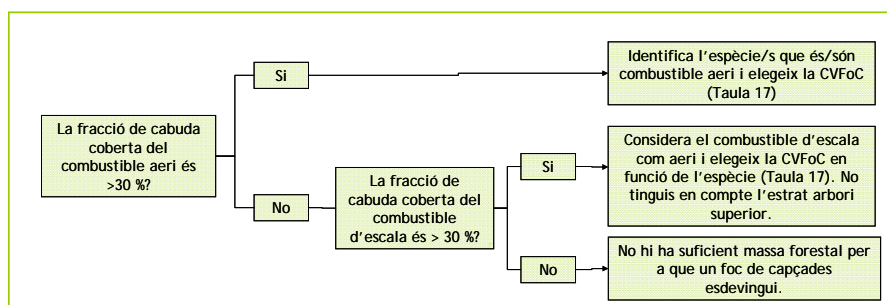 La fracció de cabuda
coberta del
combustible aeri és
>30 %?
Si
Identifica l'espècie/s que és/són
combustible aeri i elegeix la CVFoC
(Taula 17)
No
La fracció de
cabuda coberta del
combustible
d'escala és > 30 %?
Si
Considera el combustible d'escala
com aeri i elegeix la CVFoC en
funció de l'espècie (Taula 17). No
tinguis en compte l'estrat arbori
superior.
No
No hi ha suficient massa forestal per
a que un foc de capçades
esdevingui.